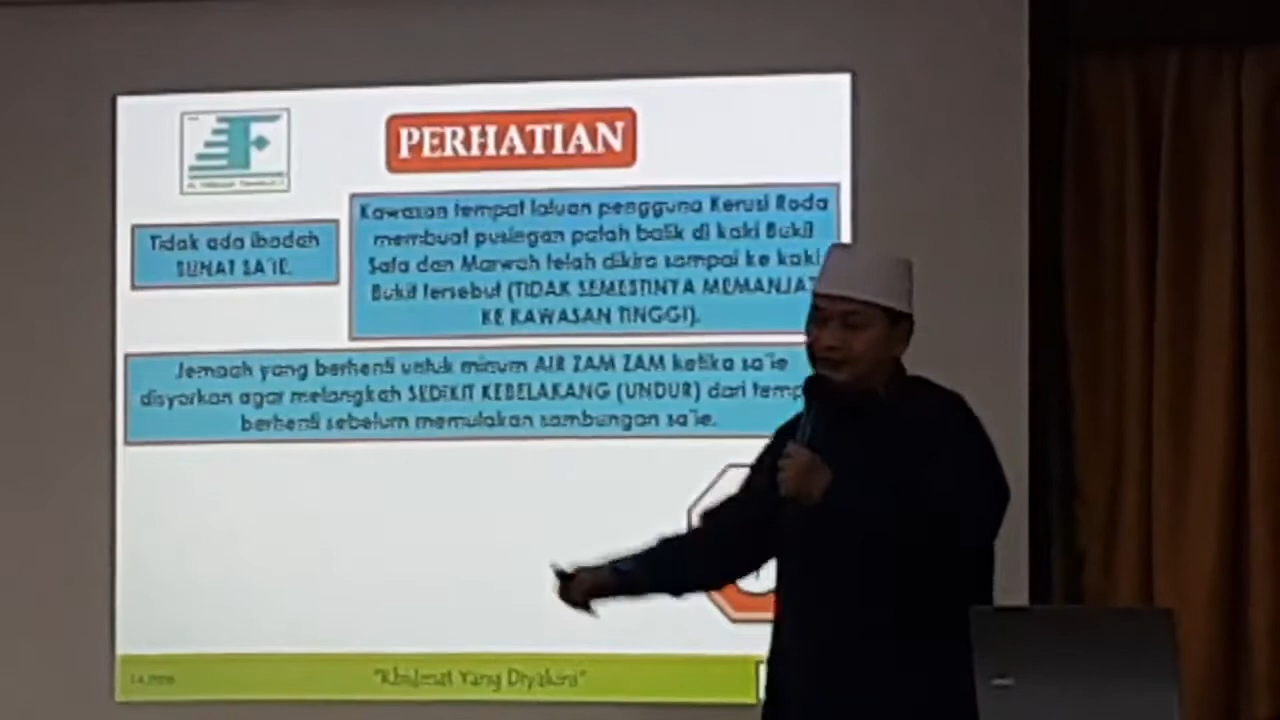 PERHATIAN
Tidak ada ibadah
SUNAT SA'IE.
Kawasan tempat laluan pengguna Kerusi Roda
membuat pusingan patah balik di kaki Bukit
Safa dan Marwah telah dikira sampai ke kaki
Bukit tersebut (TIDAK SEMESTINYA MEMANJAT
KE KAWASAN TINGGI).
Jemaah yang berhenti untuk minum AIR ZAM ZAM ketika sa'ie
disyorkan agar melangkah SEDIKIT KEBELAKANG (UNDUR) dari
berhenti sebelum memulakan sambungan sa'ie.
"Khidmat Yang Diyakini"